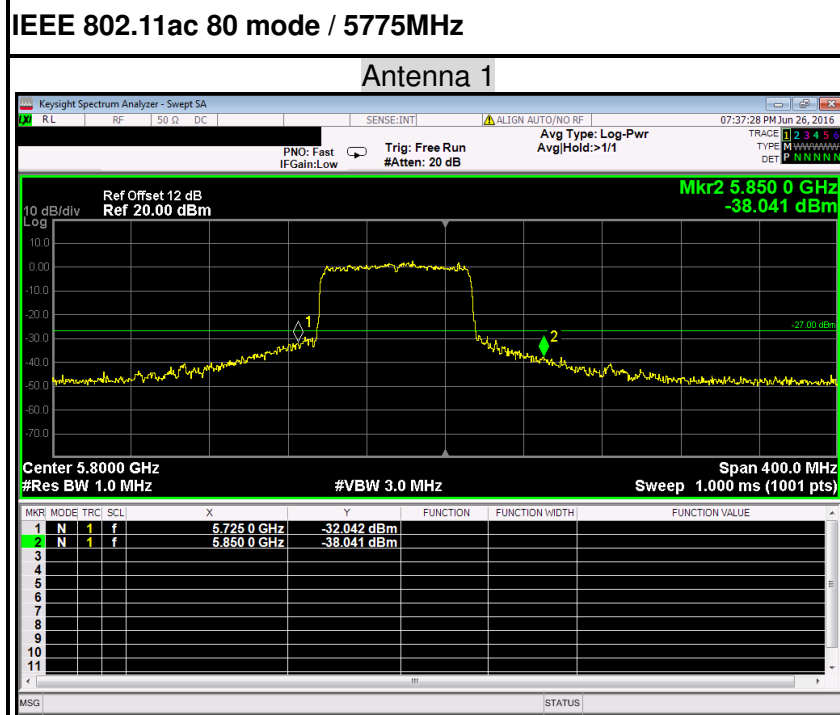 IEEE 802.11ac 80 mode / 5775MHz
Antenna 1
Keysight Spectrum Analyzer - Swept SA
LXI RL RF 50 Ω DC SENSE:INT ALIGN AUTO/NO RF 07:37:28 PM Jun 26, 2016
PNO: Fast Trig: Free Run Avg Type: Log-Pwr TRACE 1 2 3 4 5 6
IFGain:Low #Atten: 20 dB Avg|Hold:>1/1 TYPE M WWWWW
DET P N N N N N
Mkr2 5.850 0 GHz
-38.041 dBm
Ref Offset 12 dB
10 dB/div Ref 20.00 dBm
Log
10.0
0.00
-10.0
-20.0
1
-27.00 dBm
-30.0
2
-40.0
-50.0
-60.0
-70.0
Center 5.8000 GHz Span 400.0 MHz
#Res BW 1.0 MHz #VBW 3.0 MHz Sweep 1.000 ms (1001 pts)
MKR MODE TRC SCL X Y FUNCTION FUNCTION WIDTH FUNCTION VALUE
1 N 1 f 5.725 0 GHz -32.042 dBm
2 N 1 f 5.850 0 GHz -38.041 dBm
3
4
5
6
7
8
9
10
11
MSG STATUS